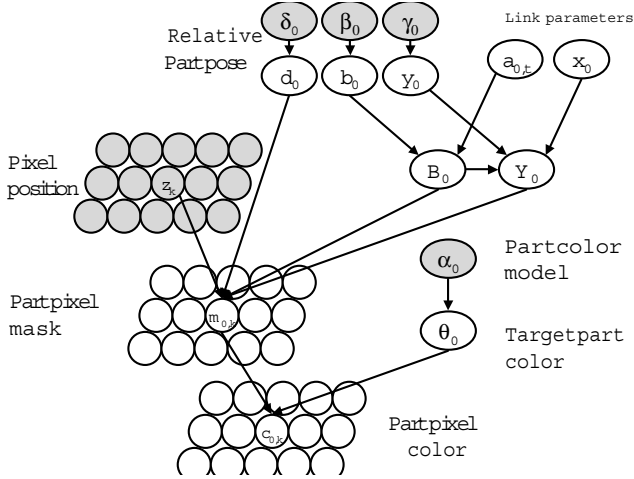 δ0 β0 γ0 Link parameters
Relative
Partpose
d0 b0 y0 a0,t x0
Pixel
position
zk
B0 Y0
α0
Partcolor
model
Partpixel
mask
m0,k
θ0
Targetpart
color
c0,k
Partpixel
color